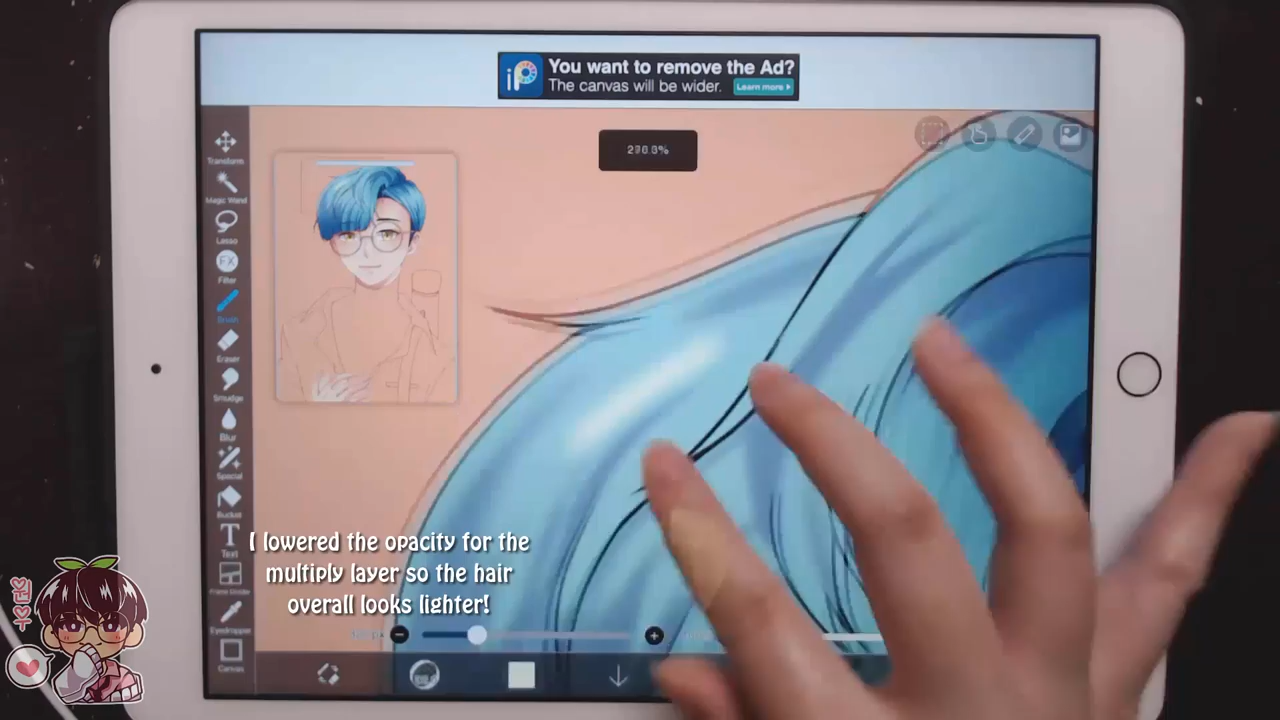 You want to remove the Ad?
The canvas will be wider.
Learn more
iP
Transform
Magic Wand
Lasso
FX
Filter
Brush
Eraser
Smudge
Blur
Special
Bucket
T
Text
Frame Divider
Eyedropper
Canvas
I lowered the opacity for the
multiply layer so the hair
overall looks lighter!
원